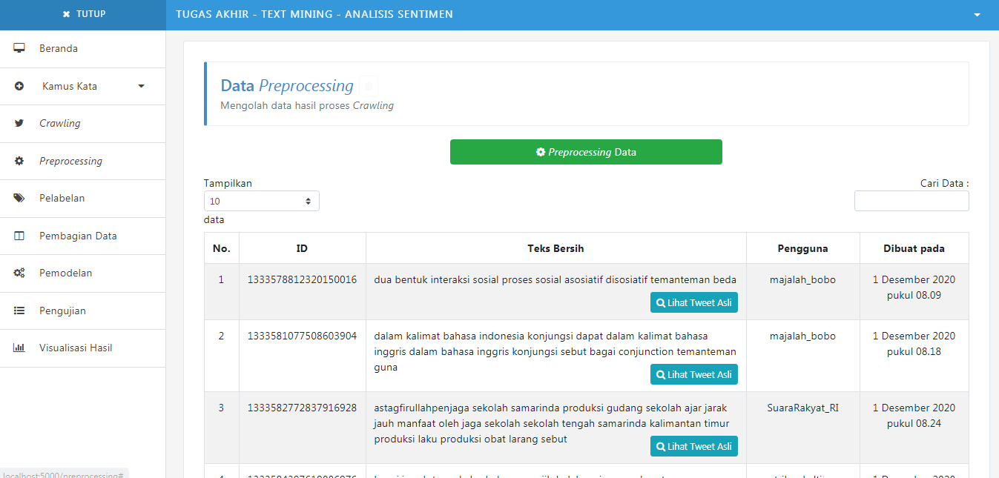 TUTUP
TUGAS AKHIR - TEXT MINING - ANALISIS SENTIMEN
Beranda
Kamus Kata
Crawling
Preprocessing
Pelabelan
Pembagian Data
Pemodelan
Pengujian
Visualisasi Hasil
Data Preprocessing
Mengolah data hasil proses Crawling
Preprocessing Data
Tampilkan
Cari Data :
10
data
No. ID Teks Bersih Pengguna Dibuat pada
1 1333578812320150016 dua bentuk interaksi sosial proses sosial asosiatif disosiatif temanteman beda majalah_bobo 1 Desember 2020
pukul 08.09
Lihat Tweet Asli
2 1333581077508603904 dalam kalimat bahasa indonesia konjungsi dapat dalam kalimat bahasa majalah_bobo 1 Desember 2020
inggris dalam bahasa inggris konjungsi sebut bagai conjunction temanteman pukul 08.18
guna
Lihat Tweet Asli
3 1333582772837916928 astagfirullahpenjaga sekolah samarinda produksi gudang sekolah ajar jarak SuaraRakyat_RI 1 Desember 2020
jauh manfaat oleh jaga sekolah sekolah tengah samarinda kalimantan timur pukul 08.24
produksi laku produksi obat larang sebut
Lihat Tweet Asli
localhost:5000/preprocessing#